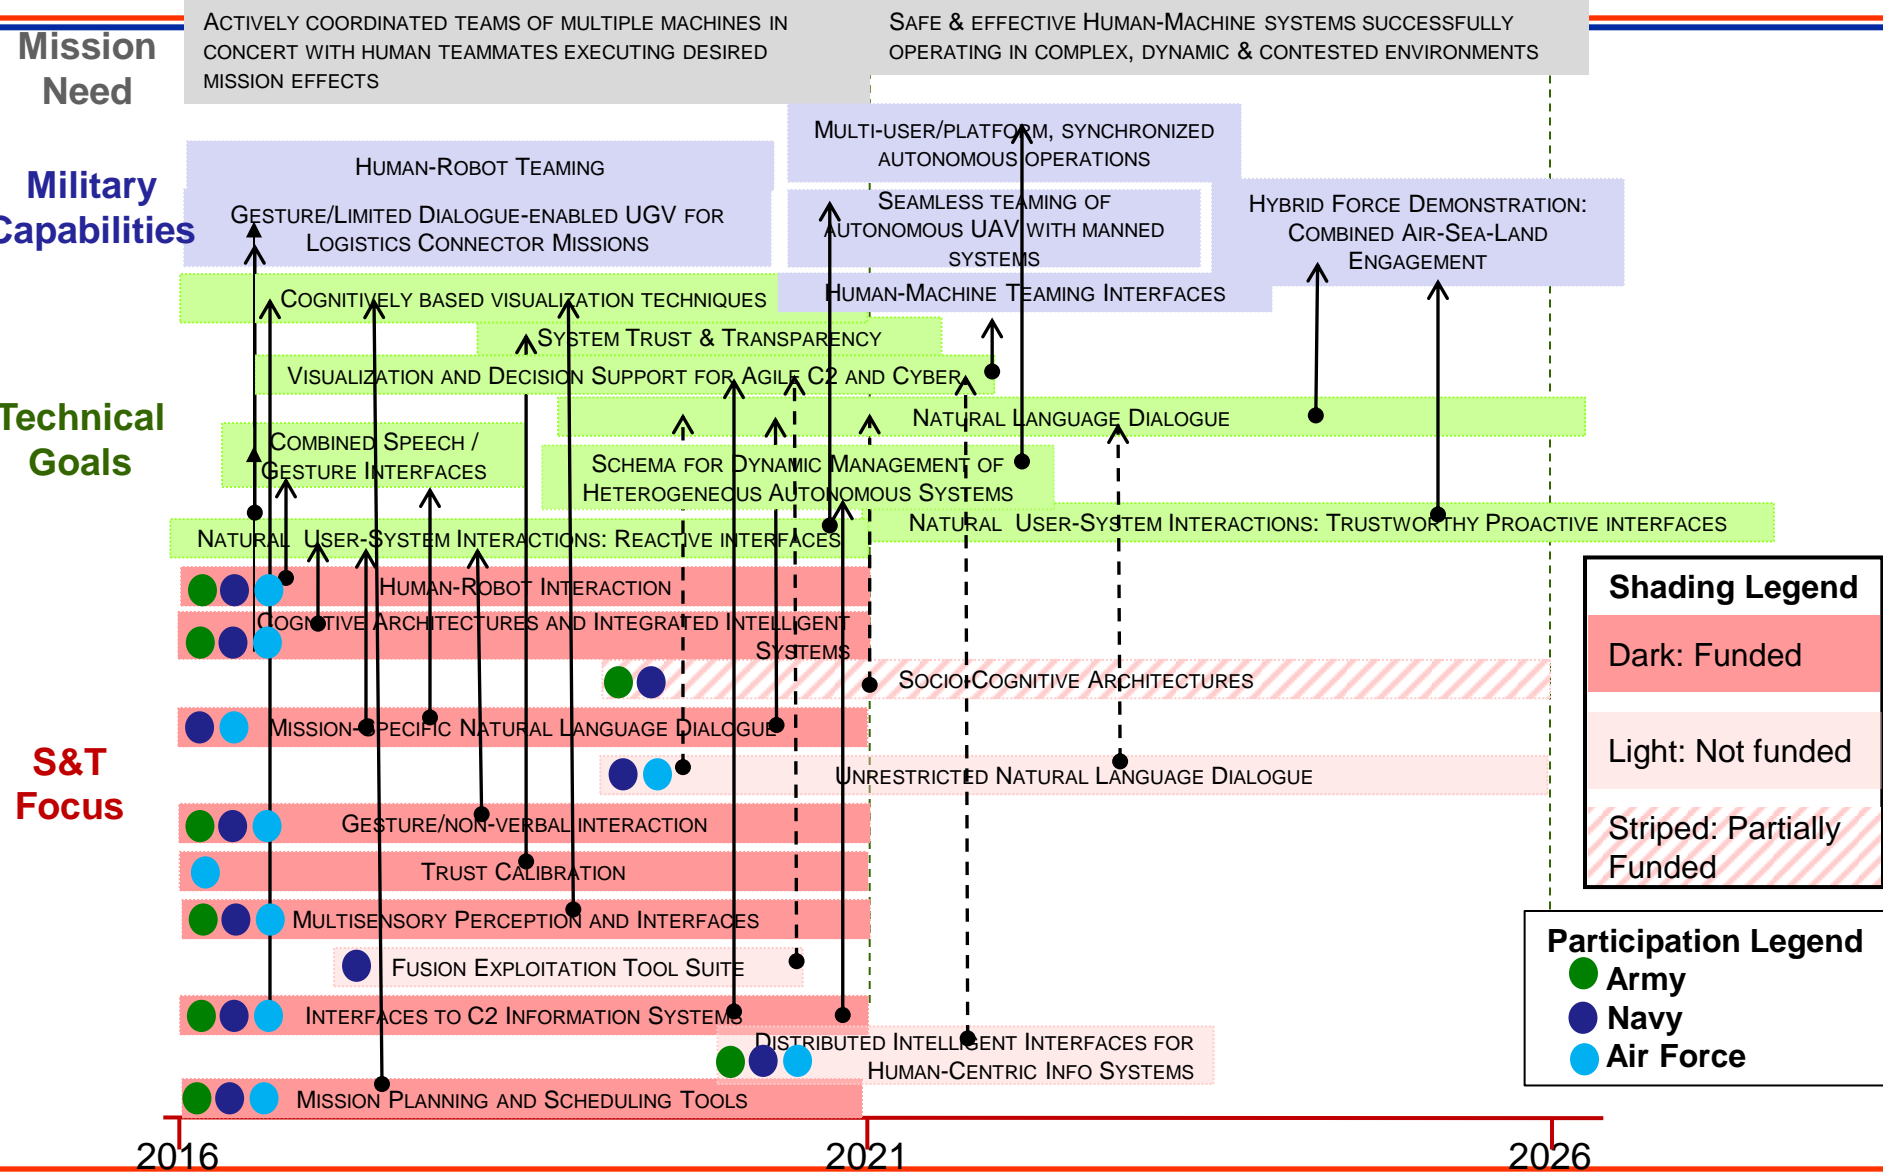 Mission
Need
ACTIVELY COORDINATED TEAMS OF MULTIPLE MACHINES IN
CONCERT WITH HUMAN TEAMMATES EXECUTING DESIRED
MISSION EFFECTS
SAFE & EFFECTIVE HUMAN-MACHINE SYSTEMS SUCCESSFULLY
OPERATING IN COMPLEX, DYNAMIC & CONTESTED ENVIRONMENTS
Military
Capabilities
HUMAN-ROBOT TEAMING
GESTURE/LIMITED DIALOGUE-ENABLED UGV FOR
LOGISTICS CONNECTOR MISSIONS
MULTI-USER/PLATFORM, SYNCHRONIZED
AUTONOMOUS OPERATIONS
SEAMLESS TEAMING OF
AUTONOMOUS UAV WITH MANNED
SYSTEMS
HUMAN-MACHINE TEAMING INTERFACES
HYBRID FORCE DEMONSTRATION:
COMBINED AIR-SEA-LAND
ENGAGEMENT
Technical
Goals
COGNITIVELY BASED VISUALIZATION TECHNIQUES
SYSTEM TRUST & TRANSPARENCY
VISUALIZATION AND DECISION SUPPORT FOR AGILE C2 AND CYBER
NATURAL LANGUAGE DIALOGUE
COMBINED SPEECH /
GESTURE INTERFACES
SCHEMA FOR DYNAMIC MANAGEMENT OF
HETEROGENEOUS AUTONOMOUS SYSTEMS
NATURAL USER-SYSTEM INTERACTIONS: REACTIVE INTERFACES
NATURAL USER-SYSTEM INTERACTIONS: TRUSTWORTHY PROACTIVE INTERFACES
S&T
Focus
HUMAN-ROBOT INTERACTION
COGNITIVE ARCHITECTURES AND INTEGRATED INTELLIGENT
SYSTEMS
SOCIO-COGNITIVE ARCHITECTURES
MISSION-SPECIFIC NATURAL LANGUAGE DIALOGUE
UNRESTRICTED NATURAL LANGUAGE DIALOGUE
GESTURE/NON-VERBAL INTERACTION
TRUST CALIBRATION
MULTISENSORY PERCEPTION AND INTERFACES
FUSION EXPLOITATION TOOL SUITE
INTERFACES TO C2 INFORMATION SYSTEMS
DISTRIBUTED INTELLIGENT INTERFACES FOR
HUMAN-CENTRIC INFO SYSTEMS
MISSION PLANNING AND SCHEDULING TOOLS
Shading Legend
Dark: Funded
Light: Not funded
Striped: Partially
Funded
Participation Legend
Army
Navy
Air Force
2016
2021
2026